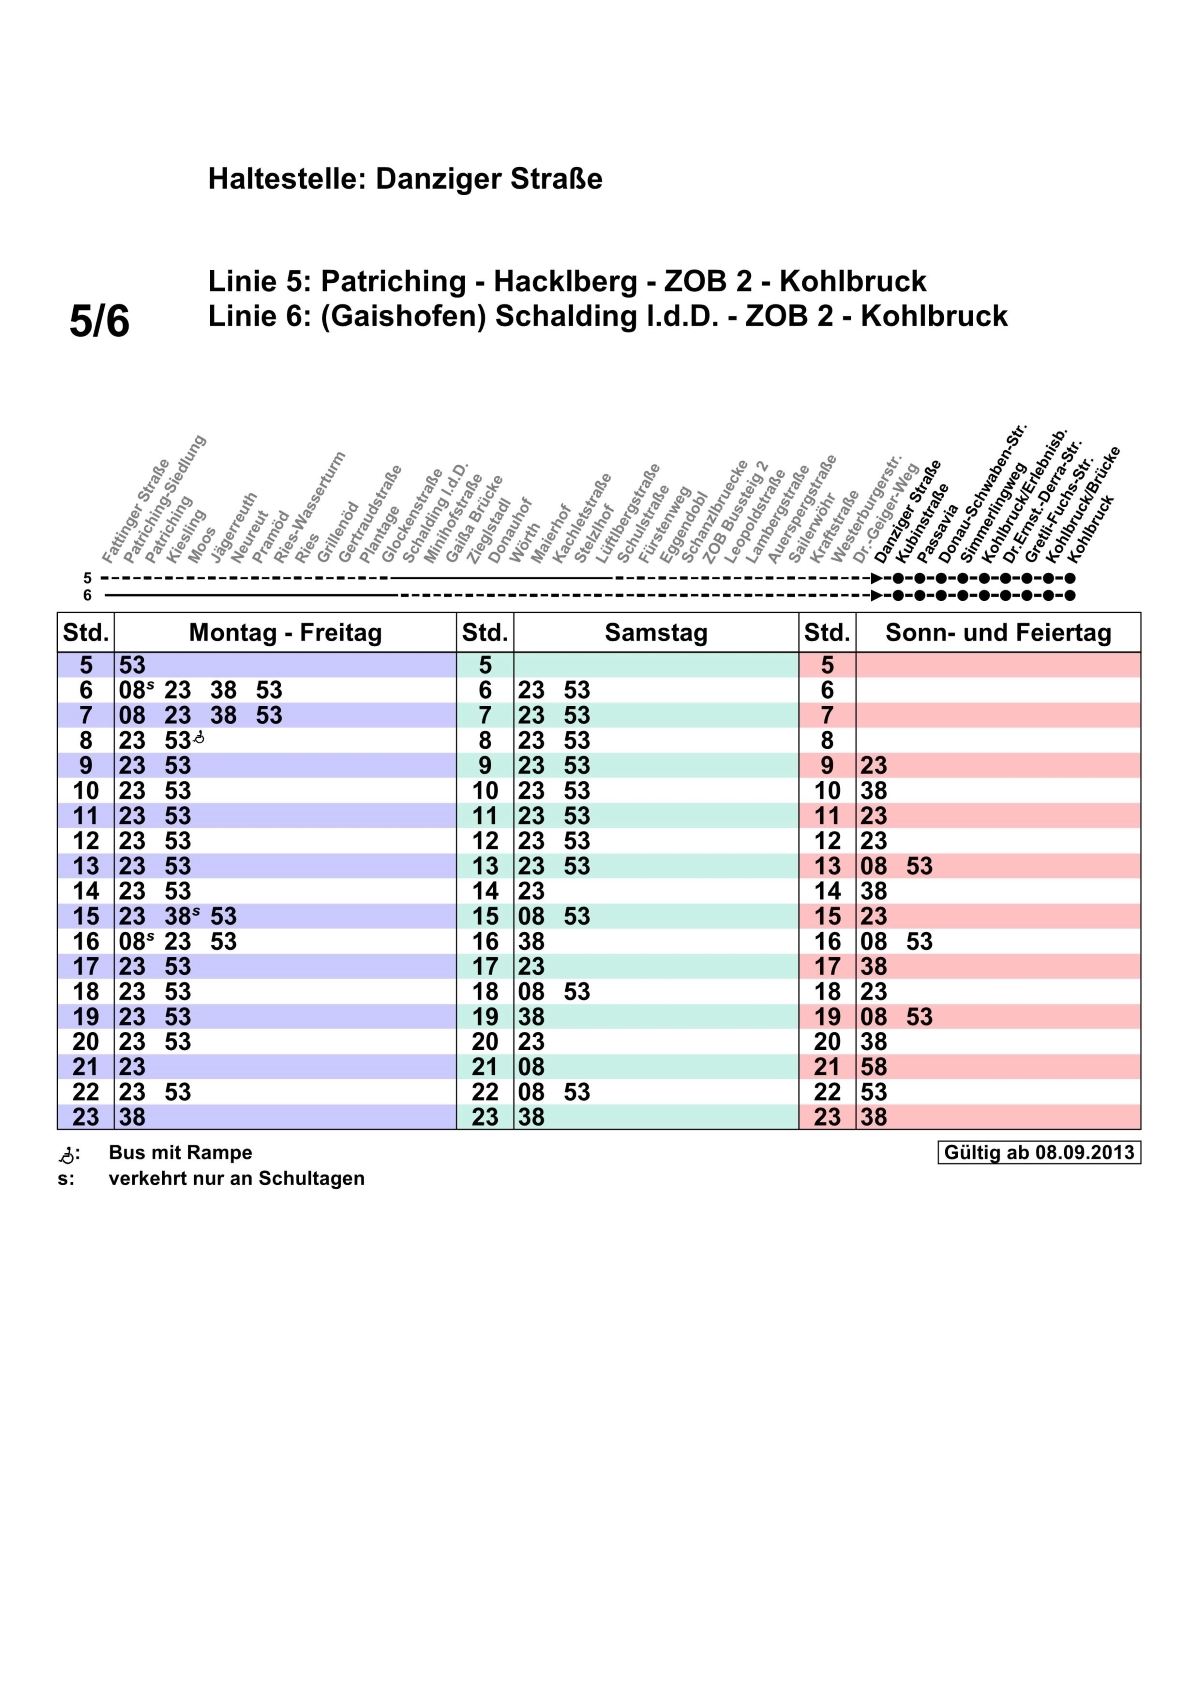 Haltestelle: Danziger Straße
Linie 5: Patriching - Hacklberg - ZOB 2 - Kohlbruck
5/6 Linie 6: (Gaishofen) Schalding l.d.D. - ZOB 2 - Kohlbruck
Fattinger Straße
Patriching-Siedlung
Patriching
Kiesling
Moos
Jägerreuth
Neureut
Pramöd
Ries-Wasserturm
Ries
Grillenöd
Gertraudstraße
Plantage
Glockenstraße
Schalding l.d.D.
Minihofstraße
Gaißa Brücke
Zieglstadl
Donauhof
Wörth
Maierhof
Kachletstraße
Stelzlhof
Lüftlbergstraße
Schulstraße
Fürstenweg
Eggendobl
Schanzlbruecke
ZOB Bussteig 2
Leopoldstraße
Lambergstraße
Auerspergstraße
Sailerwöhr
Kraftstraße
Westerburgerstr.
Dr.-Geiger-Weg
Danziger Straße
Kubinstraße
Passavia
Donau-Schwaben-Str.
Simmerlingweg
Kohlbruck/Erlebnisb.
Dr.Ernst.-Derra-Str.
Gretli-Fuchs-Str.
Kohlbruck/Brücke
Kohlbruck
5
6
Std. Montag - Freitag Std. Samstag Std. Sonn- und Feiertag
5 53 5 5
6 08s 23 38 53 6 23 53 6
7 08 23 38 53 7 23 53 7
8 23 53 8 23 53 8
9 23 53 9 23 53 9 23
10 23 53 10 23 53 10 38
11 23 53 11 23 53 11 23
12 23 53 12 23 53 12 23
13 23 53 13 23 53 13 08 53
14 23 53 14 23 14 38
15 23 38s 53 15 08 53 15 23
16 08s 23 53 16 38 16 08 53
17 23 53 17 23 17 38
18 23 53 18 08 53 18 23
19 23 53 19 38 19 08 53
20 23 53 20 23 20 38
21 23 21 08 21 58
22 23 53 22 08 53 22 53
23 38 23 38 23 38
: Bus mit Rampe Gültig ab 08.09.2013
s: verkehrt nur an Schultagen